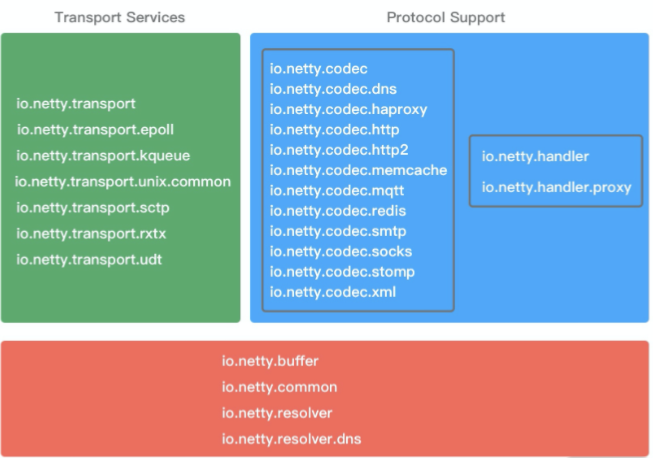 Transport Services
Protocol Support
io.netty.transport
io.netty.transport.epoll
io.netty.transport.kqueue
io.netty.transport.unix.common
io.netty.transport.sctp
io.netty.transport.rxtx
io.netty.transport.udt
io.netty.codec
io.netty.codec.dns
io.netty.codec.haproxy
io.netty.codec.http
io.netty.codec.http2
io.netty.codec.memcache
io.netty.codec.mqtt
io.netty.codec.redis
io.netty.codec.smtp
io.netty.codec.socks
io.netty.codec.stomp
io.netty.codec.xml
io.netty.handler
io.netty.handler.proxy
io.netty.buffer
io.netty.common
io.netty.resolver
io.netty.resolver.dns